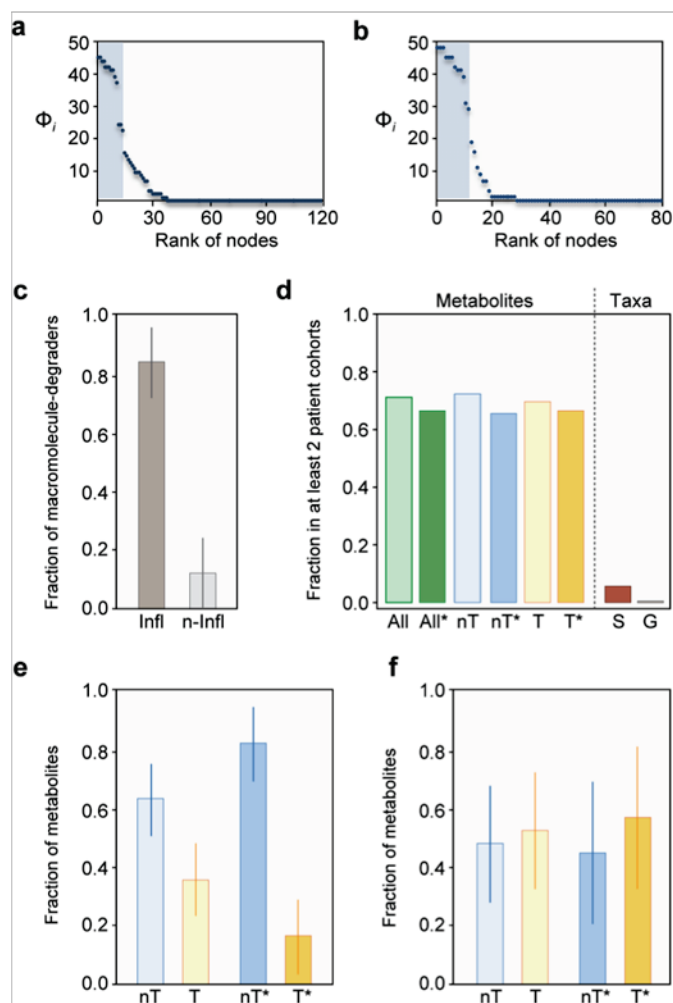 a
50
40
30
20
10
Φi
0 30 60 90 120
Rank of nodes
b
50
40
30
20
10
Φi
0 20 40 60 80
Rank of nodes
c
1.0
0.8
0.6
0.4
0.2
0.0
Fraction of macromolecule-degraders
Infl n-Infl
d
Metabolites Taxa
1.0
0.8
0.6
0.4
0.2
0.0
Fraction in at least 2 patient cohorts
All All* nT nT* T T* S G
e
1.0
0.8
0.6
0.4
0.2
0.0
Fraction of metabolites
nT T nT* T*
f
1.0
0.8
0.6
0.4
0.2
0.0
Fraction of metabolites
nT T nT* T*